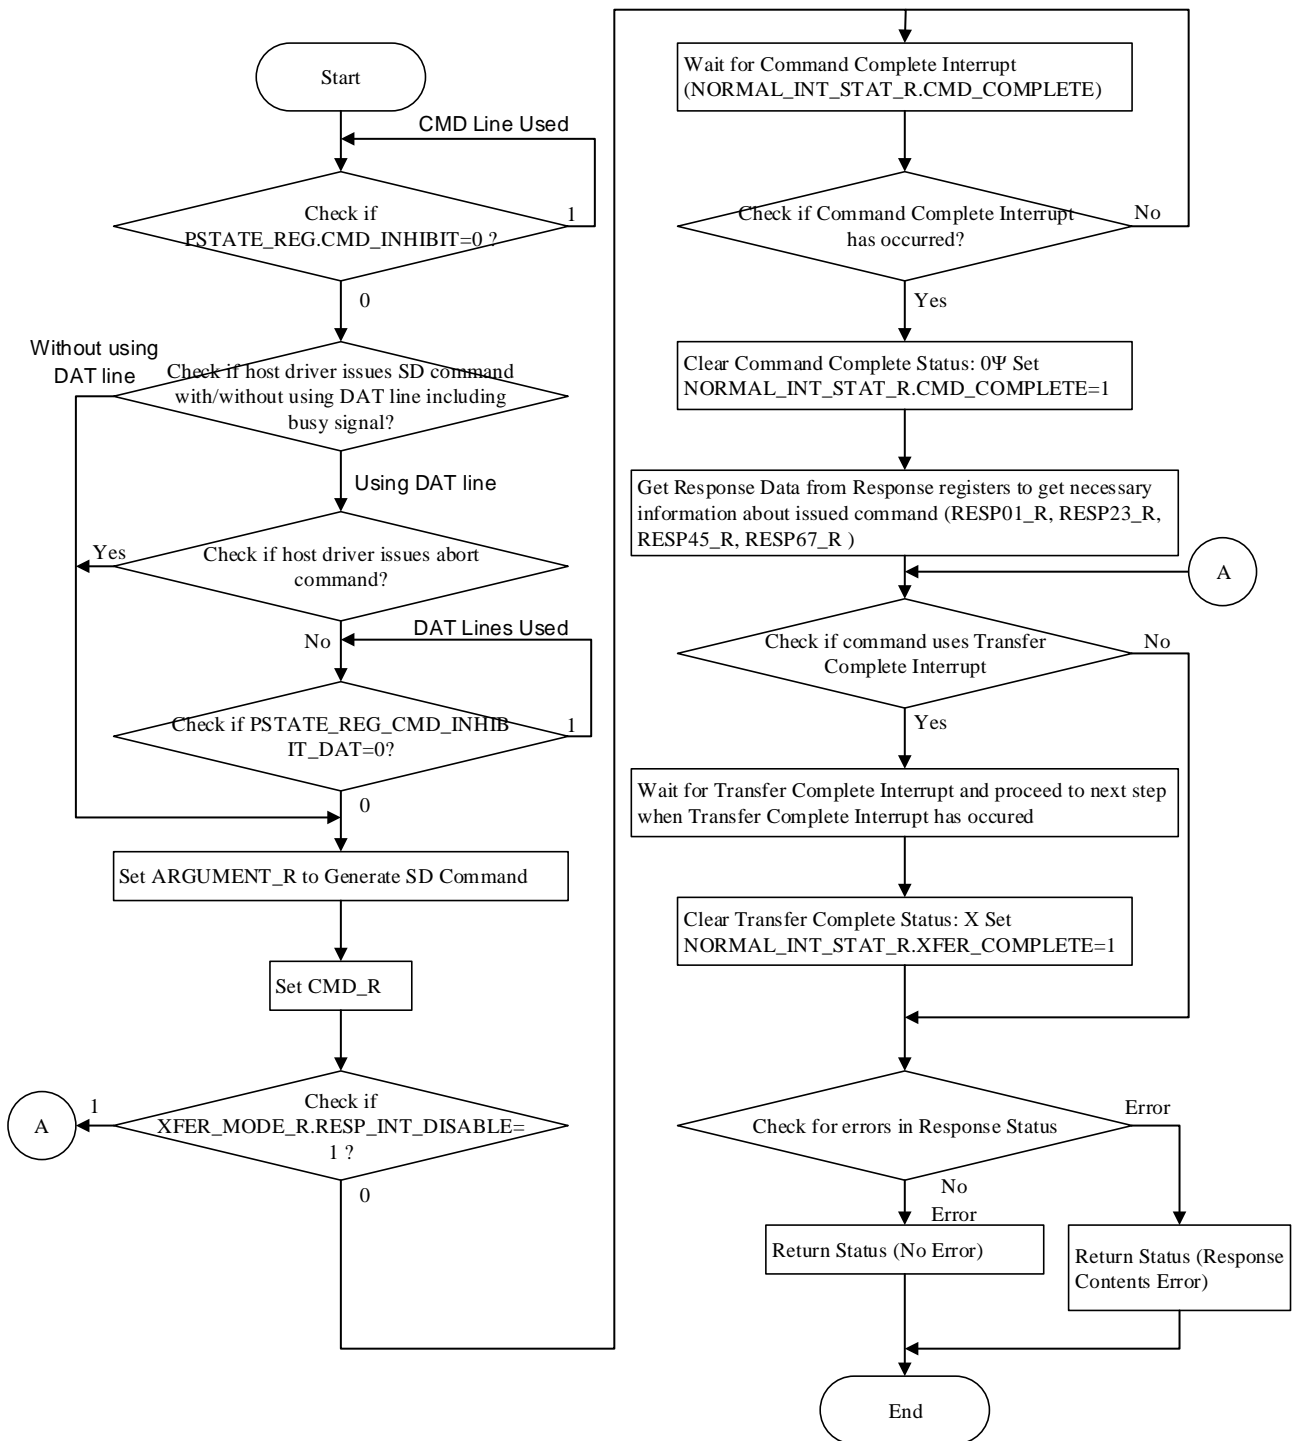 Start
CMD Line Used
Check if
PSTATE_REG.CMD_INHIBIT=0 ?
1
0
Without using
DAT line
Check if host driver issues SD command
with/without using DAT line including
busy signal?
Using DAT line
Yes
Check if host driver issues abort
command?
No
DAT Lines Used
Check if PSTATE_REG_CMD_INHIB
IT_DAT=0?
1
0
Set ARGUMENT_R to Generate SD Command
Set CMD_R
A
1
Check if
XFER_MODE_R.RESP_INT_DISABLE=
1 ?
0
Wait for Command Complete Interrupt
(NORMAL_INT_STAT_R.CMD_COMPLETE)
Check if Command Complete Interrupt
has occurred?
No
Yes
Clear Command Complete Status: 0Ψ Set
NORMAL_INT_STAT_R.CMD_COMPLETE=1
Get Response Data from Response registers to get necessary
information about issued command (RESP01_R, RESP23_R,
RESP45_R, RESP67_R )
A
Check if command uses Transfer
Complete Interrupt
No
Yes
Wait for Transfer Complete Interrupt and proceed to next step
when Transfer Complete Interrupt has occured
Clear Transfer Complete Status: X Set
NORMAL_INT_STAT_R.XFER_COMPLETE=1
Check for errors in Response Status
Error
No
Error
Return Status (No Error)
Return Status (Response
Contents Error)
End